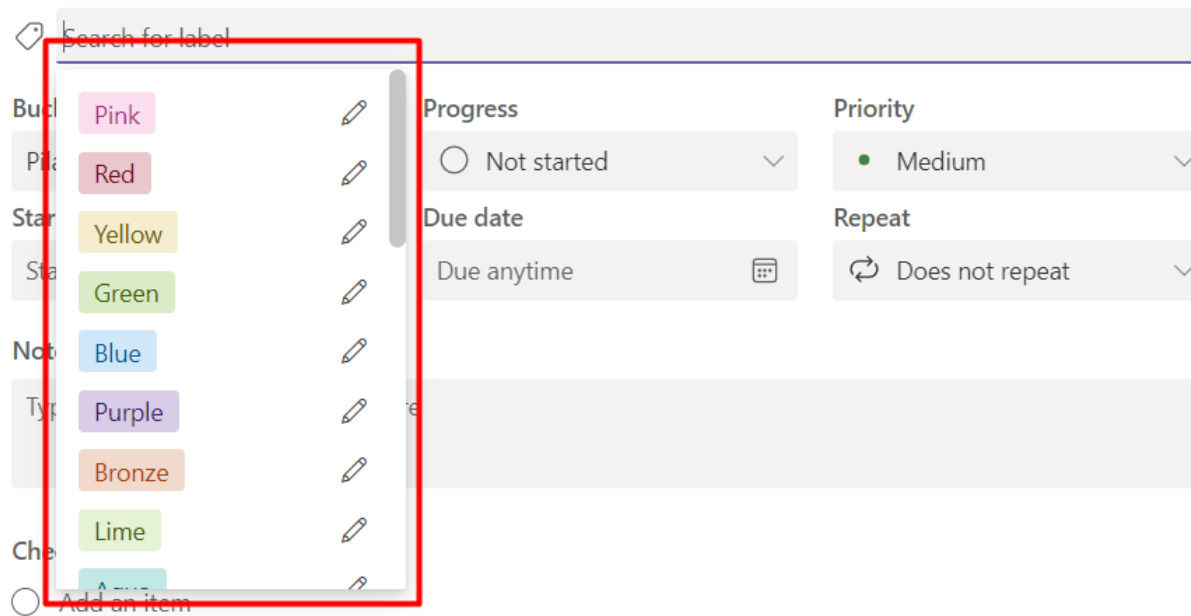 Search for label
Progress
Priority
Pink
Red
Not started
Medium
Due date
Repeat
Yellow
Due anytime
Does not repeat
Green
Blue
Purple
Bronze
Lime
Add an item